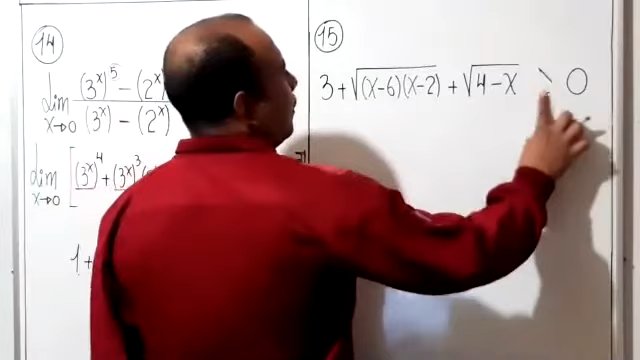 14
lim (3^x)^5 − (2^x)
x→0 (3^x) − (2^x)
lim [(3^x)^4 + (3^x)^3
x→0
1 +
15
3 + √(x−6)(x−2) + √4−x > 0